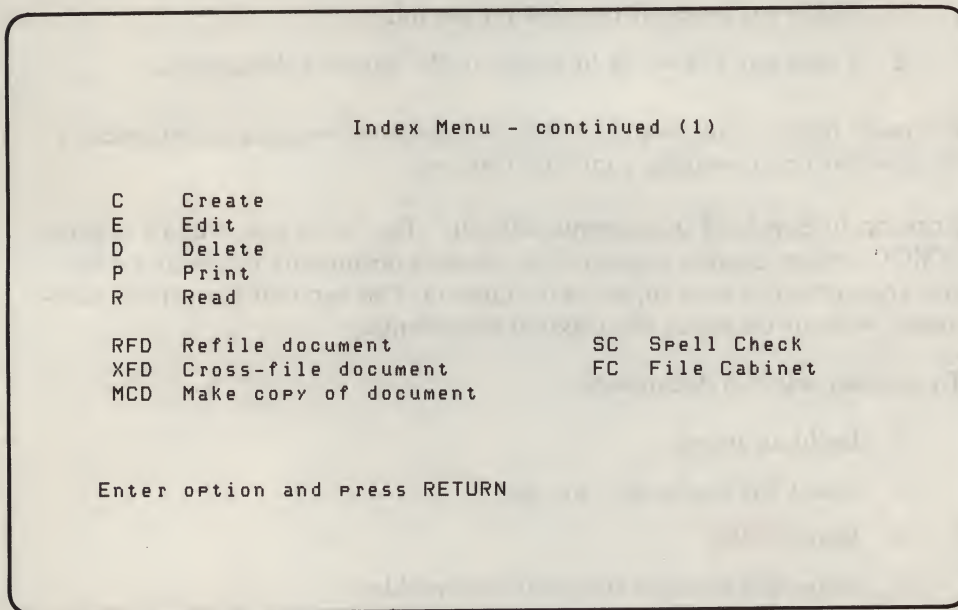 Index Menu - continued (1)
C Create
E Edit
D Delete
P Print
R Read
RFD Refile document SC Spell Check
XFD Cross-file document FC File Cabinet
MCD Make copy of document
Enter option and press RETURN